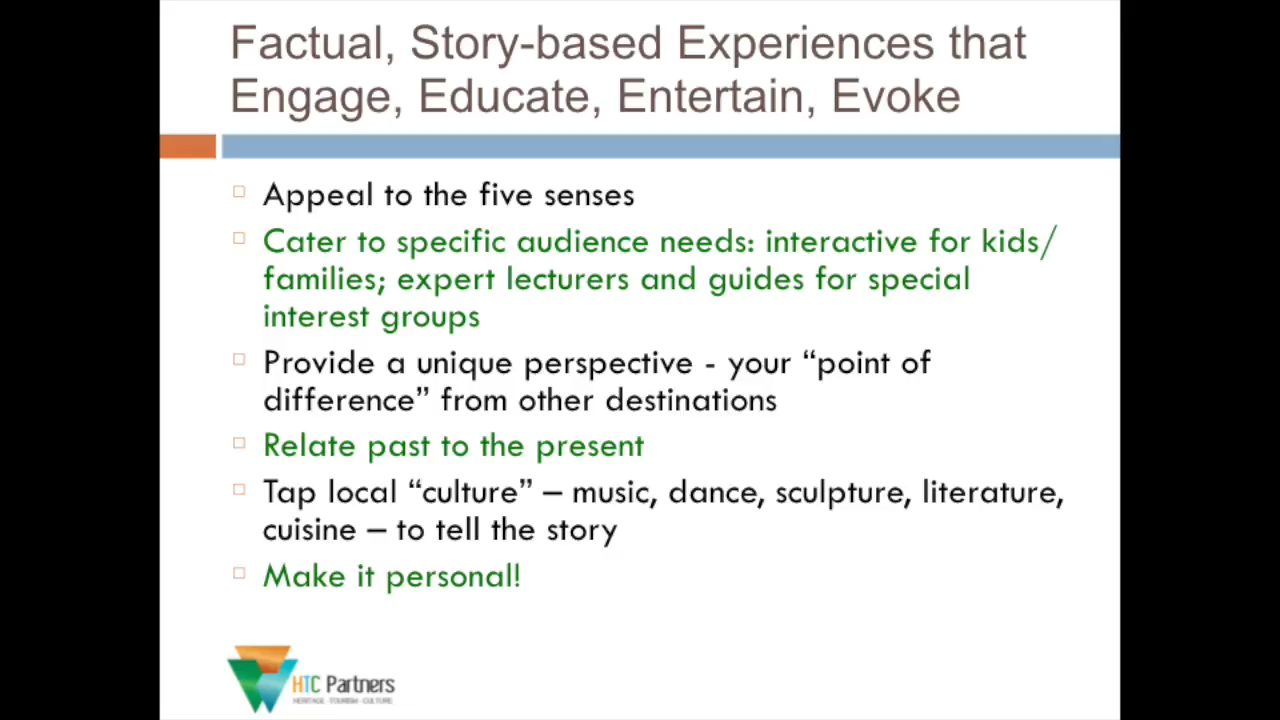 Factual, Story-based Experiences that
Engage, Educate, Entertain, Evoke
Appeal to the five senses
Cater to specific audience needs: interactive for kids/
families; expert lecturers and guides for special
interest groups
Provide a unique perspective - your “point of
difference” from other destinations
Relate past to the present
Tap local “culture” – music, dance, sculpture, literature,
cuisine – to tell the story
Make it personal!
HTC Partners
HERITAGE · TOURISM · CULTURE